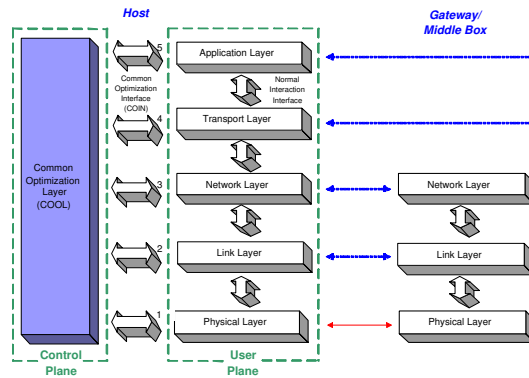 Host
Gateway/
Middle Box
5
Application Layer
Common
Optimization
Interface
(COIN)
Normal
Interaction
Interface
4
Transport Layer
Common
Optimization
Layer
(COOL)
3
Network Layer
Network Layer
2
Link Layer
Link Layer
1
Physical Layer
Physical Layer
Control
Plane
User
Plane